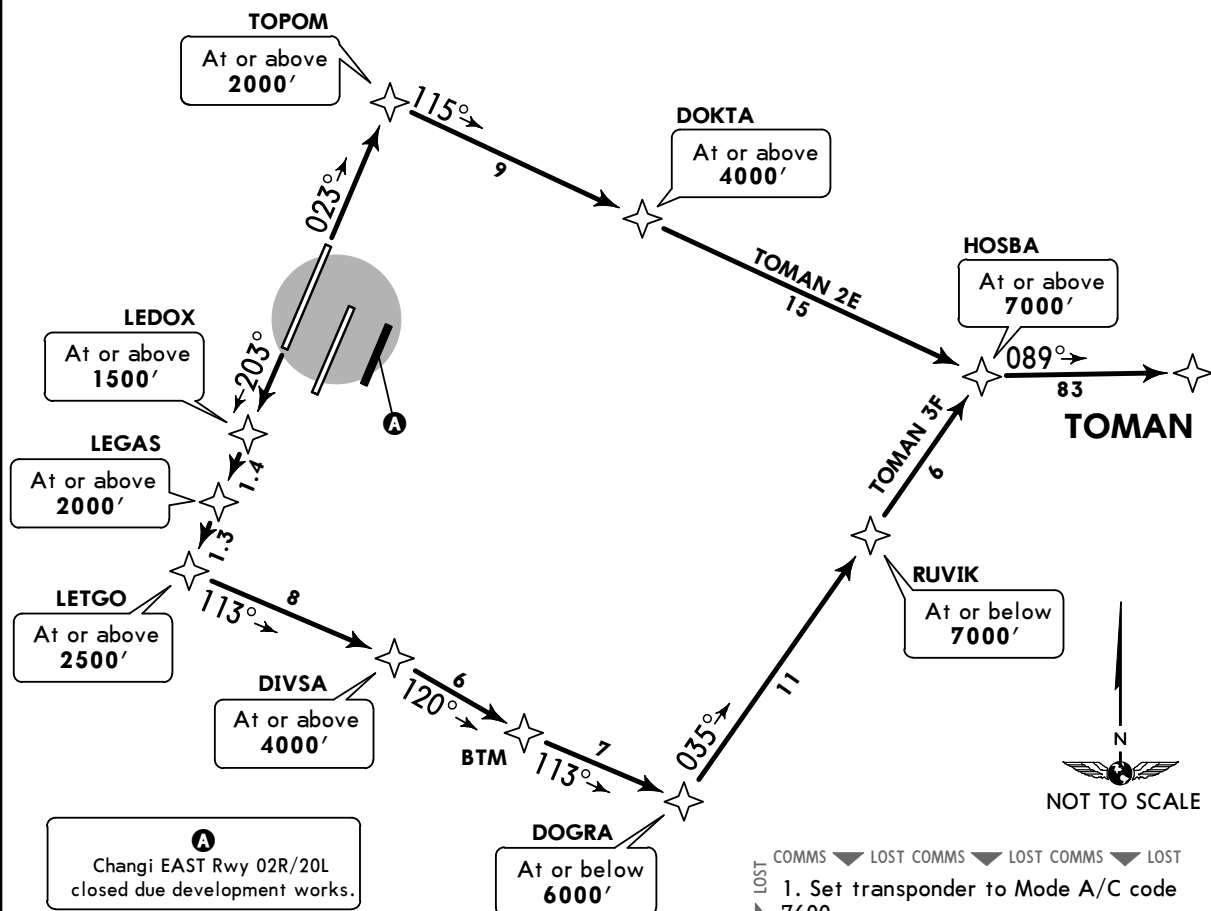 TOPOM
At or above
2000′
115°
9
DOKTA
At or above
4000′
023°
TOMAN 2E
15
HOSBA
At or above
7000′
089°
83
TOMAN
LEDOX
At or above
1500′
203°
A
LEGAS
At or above
2000′
1.4
1.3
LETGO
At or above
2500′
113°
8
DIVSA
At or above
4000′
6
120°
BTM
7
113°
DOGRA
At or below
6000′
035°
11
RUVIK
At or below
7000′
TOMAN 3F
6
N
NOT TO SCALE
A
Changi EAST Rwy 02R/20L
closed due development works.
COMMS LOST COMMS LOST COMMS LOST
LOST
1. Set transponder to Mode A/C code
7600